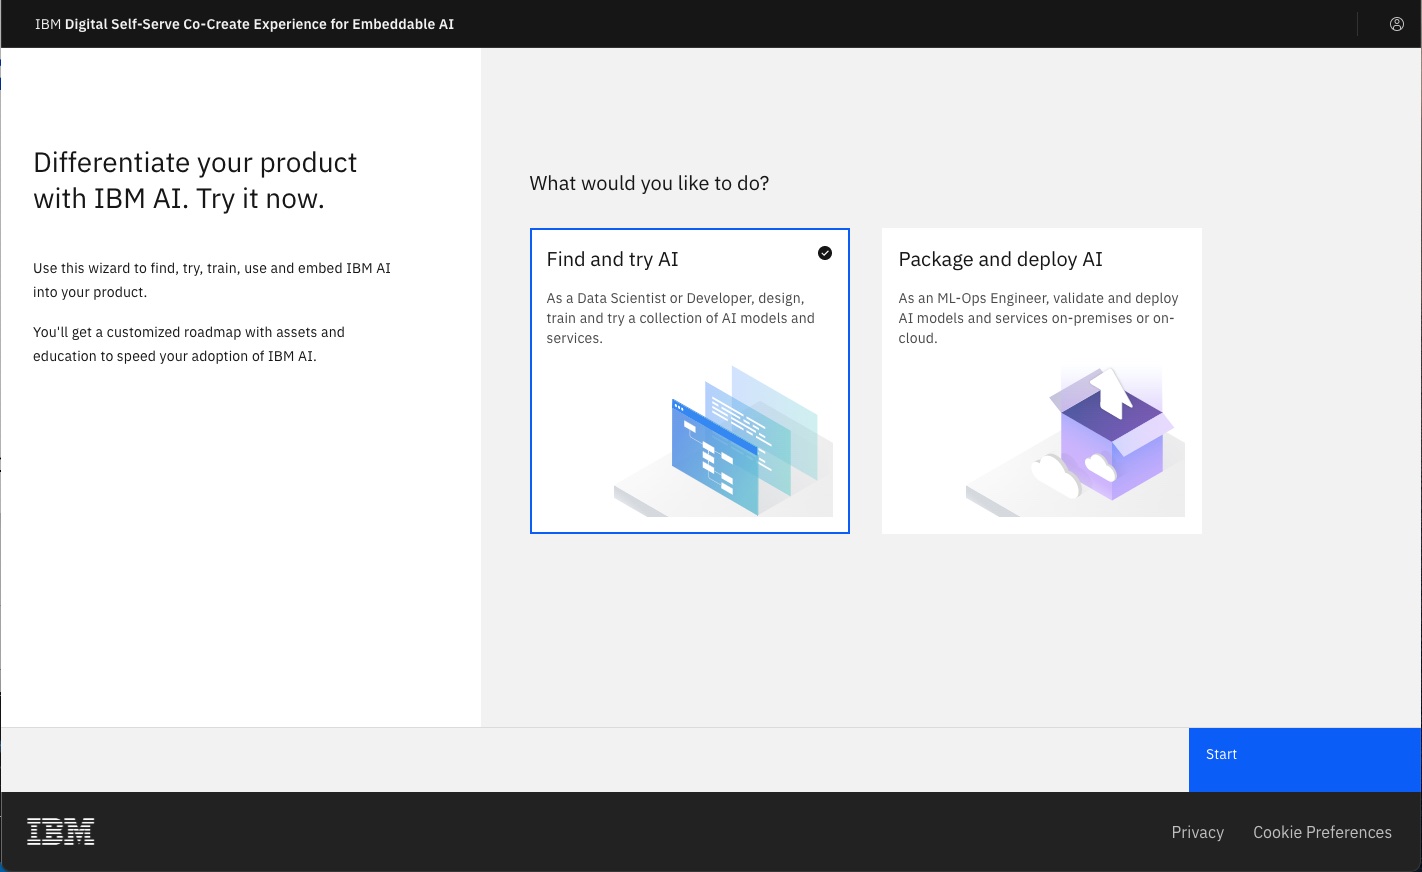 IBM Digital Self-Serve Co-Create Experience for Embeddable AI
Differentiate your product
with IBM AI. Try it now.
Use this wizard to find, try, train, use and embed IBM AI
into your product.
You'll get a customized roadmap with assets and
education to speed your adoption of IBM AI.
What would you like to do?
Find and try AI
As a Data Scientist or Developer, design,
train and try a collection of AI models and
services.
Package and deploy AI
As an ML-Ops Engineer, validate and deploy
AI models and services on-premises or on-
cloud.
Start
IBM
Privacy
Cookie Preferences